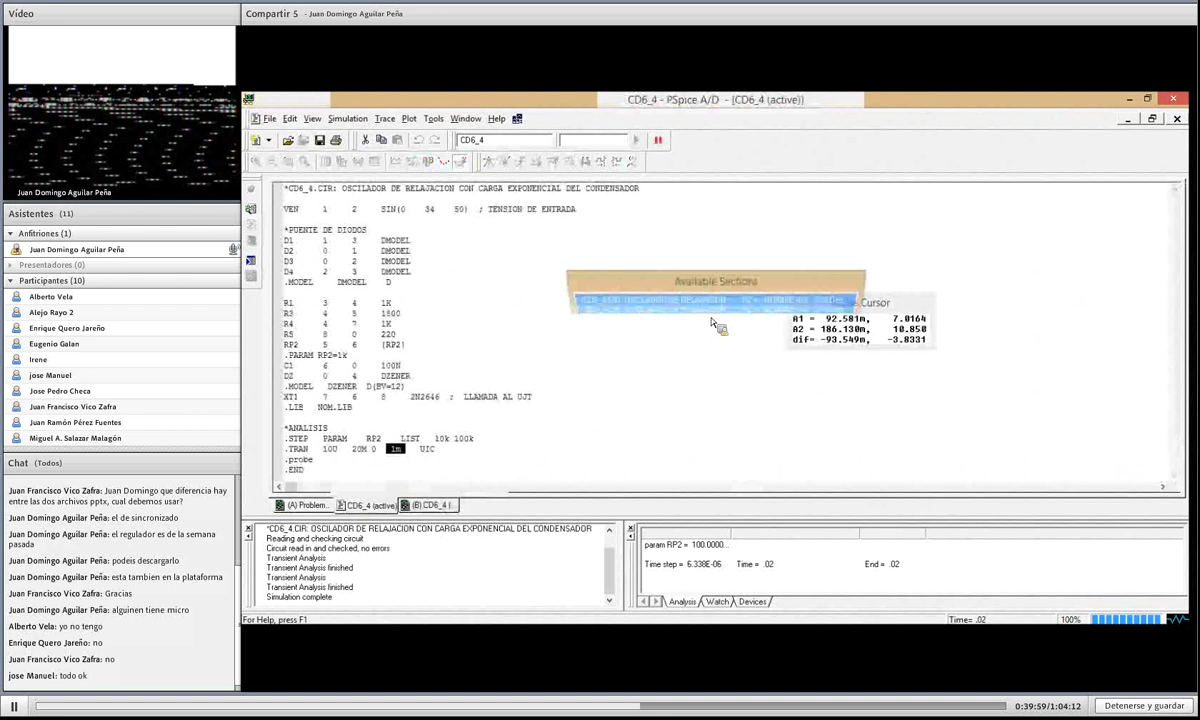 Vídeo
Juan Domingo Aguilar Peña
Asistentes (11)
Anfitriones (1)
Juan Domingo Aguilar Peña
Presentadores (0)
Participantes (10)
Alberto Vela
Alejo Rayo 2
Enrique Quero Jareño
Eugenio Galan
Irene
jose Manuel
Jose Pedro Checa
Juan Francisco Vico Zafra
Juan Ramón Pérez Fuentes
Miguel A. Salazar Malagón
Chat (Todos)
Juan Francisco Vico Zafra: Juan Domingo que diferencia hay
entre las dos archivos pptx, cual debemos usar?
Juan Domingo Aguilar Peña: el de sincronizado
Juan Domingo Aguilar Peña: el regulador es de la semana
pasada
Juan Domingo Aguilar Peña: podeis descargarlo
Juan Domingo Aguilar Peña: esta tambien en la plataforma
Juan Francisco Vico Zafra: Gracias
Juan Domingo Aguilar Peña: alguinen tiene micro
Alberto Vela: yo no tengo
Enrique Quero Jareño: no
Juan Francisco Vico Zafra: no
jose Manuel: todo ok
Compartir 5 - Juan Domingo Aguilar Peña
CD6_4 - PSpice A/D - [CD6_4 (active)]
File Edit View Simulation Trace Plot Tools Window Help
CD6_4
*CD6_4.CIR: OSCILADOR DE RELAJACION CON CARGA EXPONENCIAL DEL CONDENSADOR
VEN 1 2 SIN(0 34 50) ; TENSION DE ENTRADA
*PUENTE DE DIODOS
D1 1 3 DMODEL
D2 0 1 DMODEL
D3 0 2 DMODEL
D4 2 3 DMODEL
.MODEL DMODEL D
R1 3 4 1K
R3 4 5 1800
R4 4 7 1K
R5 8 0 220
RP2 5 6 {RP2}
.PARAM RP2=1k
C1 6 0 100N
DZ 0 4 DZENER
.MODEL DZENER D(BV=12)
XT1 7 6 8 2N2646 ; LLAMADA AL UJT
.LIB NOM.LIB
*ANALISIS
.STEP PARAM RP2 LIST 10k 100k
.TRAN 10U 20M 0 1m UIC
.probe
.END
Available Sections
Cursor
A1 = 92.581m, 7.0164
A2 = 186.130m, 10.850
dif= -93.549m, -3.8331
(A) Problem.. CD6_4 (active) (B) CD6_4 (
*CD6_4.CIR: OSCILADOR DE RELAJACION CON CARGA EXPONENCIAL DEL CONDENSADOR
Reading and checking circuit
Circuit read in and checked, no errors
Transient Analysis
Transient Analysis finished
Transient Analysis
Transient Analysis finished
Simulation complete
param RP2 = 100.0000...
Time step = 6.338E-06 Time = .02 End = .02
Analysis Watch Devices
For Help, press F1
Time= .02 100%
0:39:59/1:04:12
Detenerse y guardar